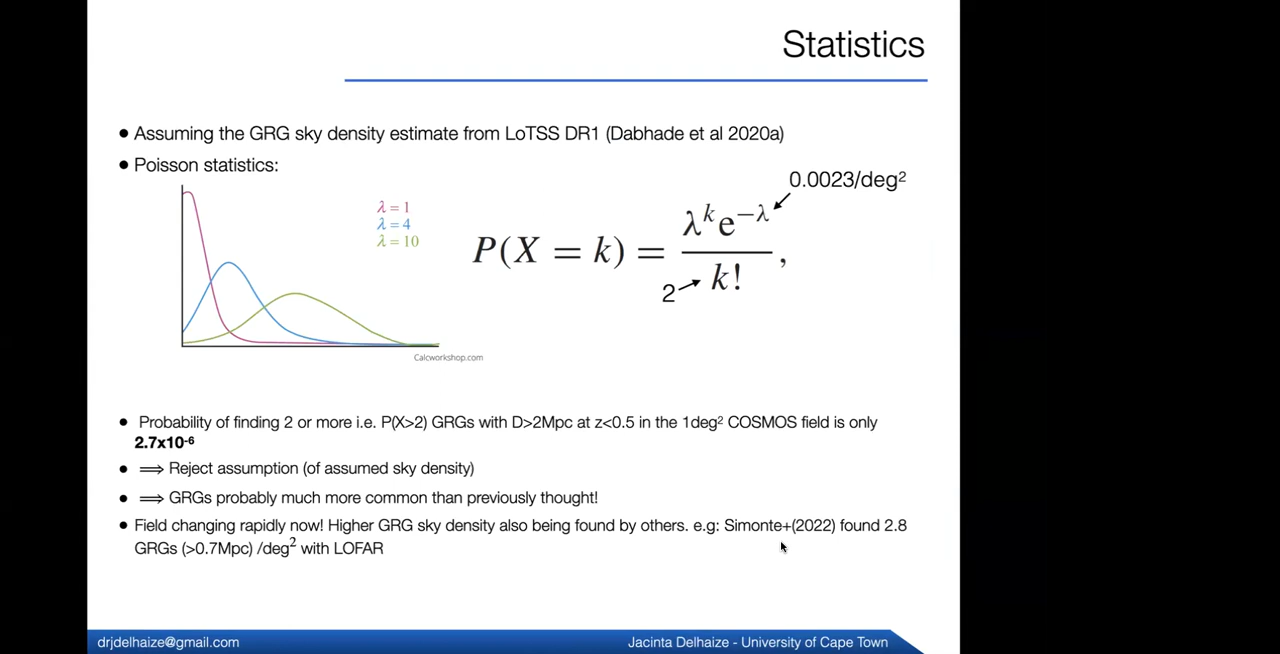 Statistics
● Assuming the GRG sky density estimate from LoTSS DR1 (Dabhade et al 2020a)
● Poisson statistics:
0.0023/deg²
λ = 1
λ = 4
λ = 10
P(X = k) = λᵏe⁻λ / k! ,
2
Calcworkshop.com
● Probability of finding 2 or more i.e. P(X>2) GRGs with D>2Mpc at z<0.5 in the 1deg² COSMOS field is only
2.7x10⁻⁶
● ⟹ Reject assumption (of assumed sky density)
● ⟹ GRGs probably much more common than previously thought!
● Field changing rapidly now! Higher GRG sky density also being found by others. e.g: Simonte+(2022) found 2.8
GRGs (>0.7Mpc) /deg² with LOFAR
drjdelhaize@gmail.com
Jacinta Delhaize - University of Cape Town